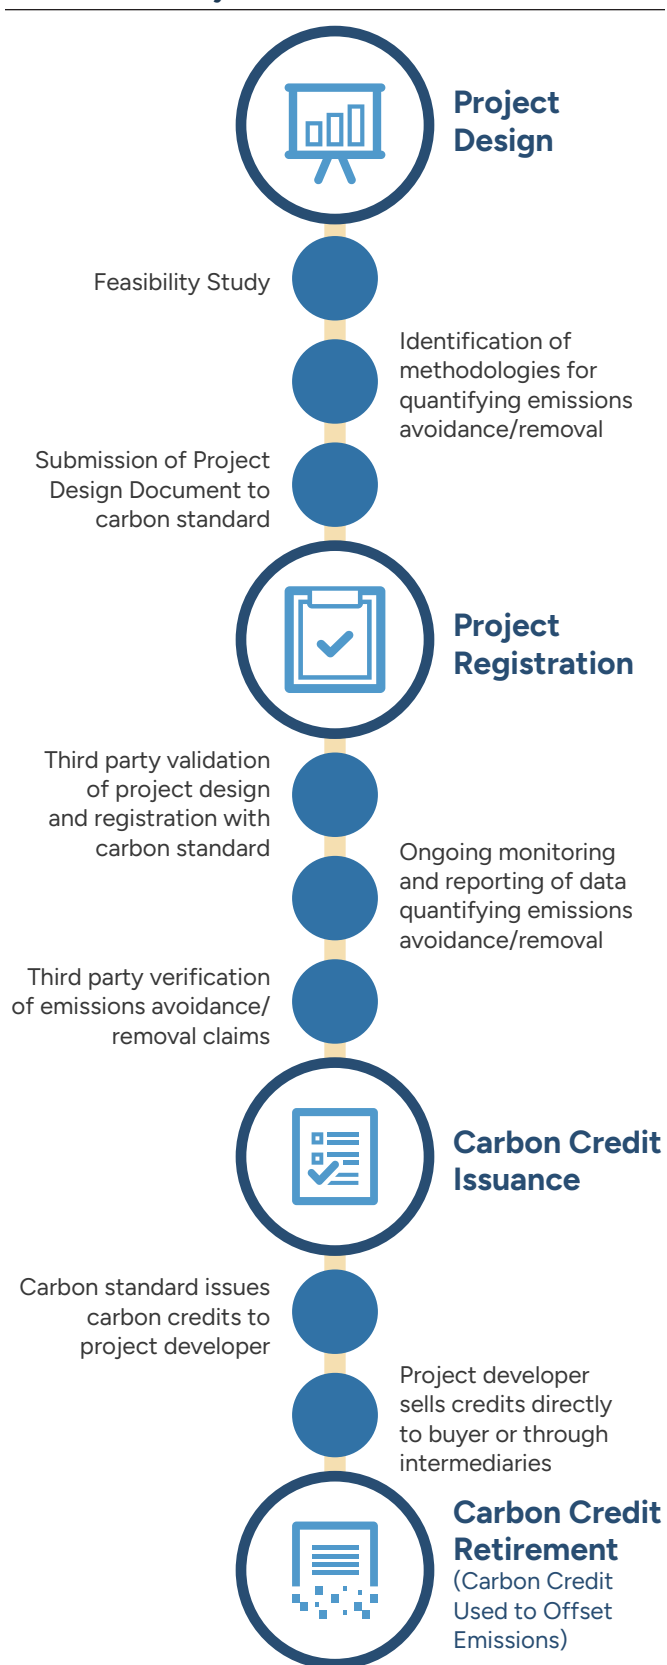 Project
Design
Feasibility Study
Identification of
methodologies for
quantifying emissions
avoidance/removal
Submission of Project
Design Document to
carbon standard
Project
Registration
Third party validation
of project design
and registration with
carbon standard
Ongoing monitoring
and reporting of data
quantifying emissions
avoidance/removal
Third party verification
of emissions avoidance/
removal claims
Carbon Credit
Issuance
Carbon standard issues
carbon credits to
project developer
Project developer
sells credits directly
to buyer or through
intermediaries
Carbon Credit
Retirement
(Carbon Credit
Used to Offset
Emissions)